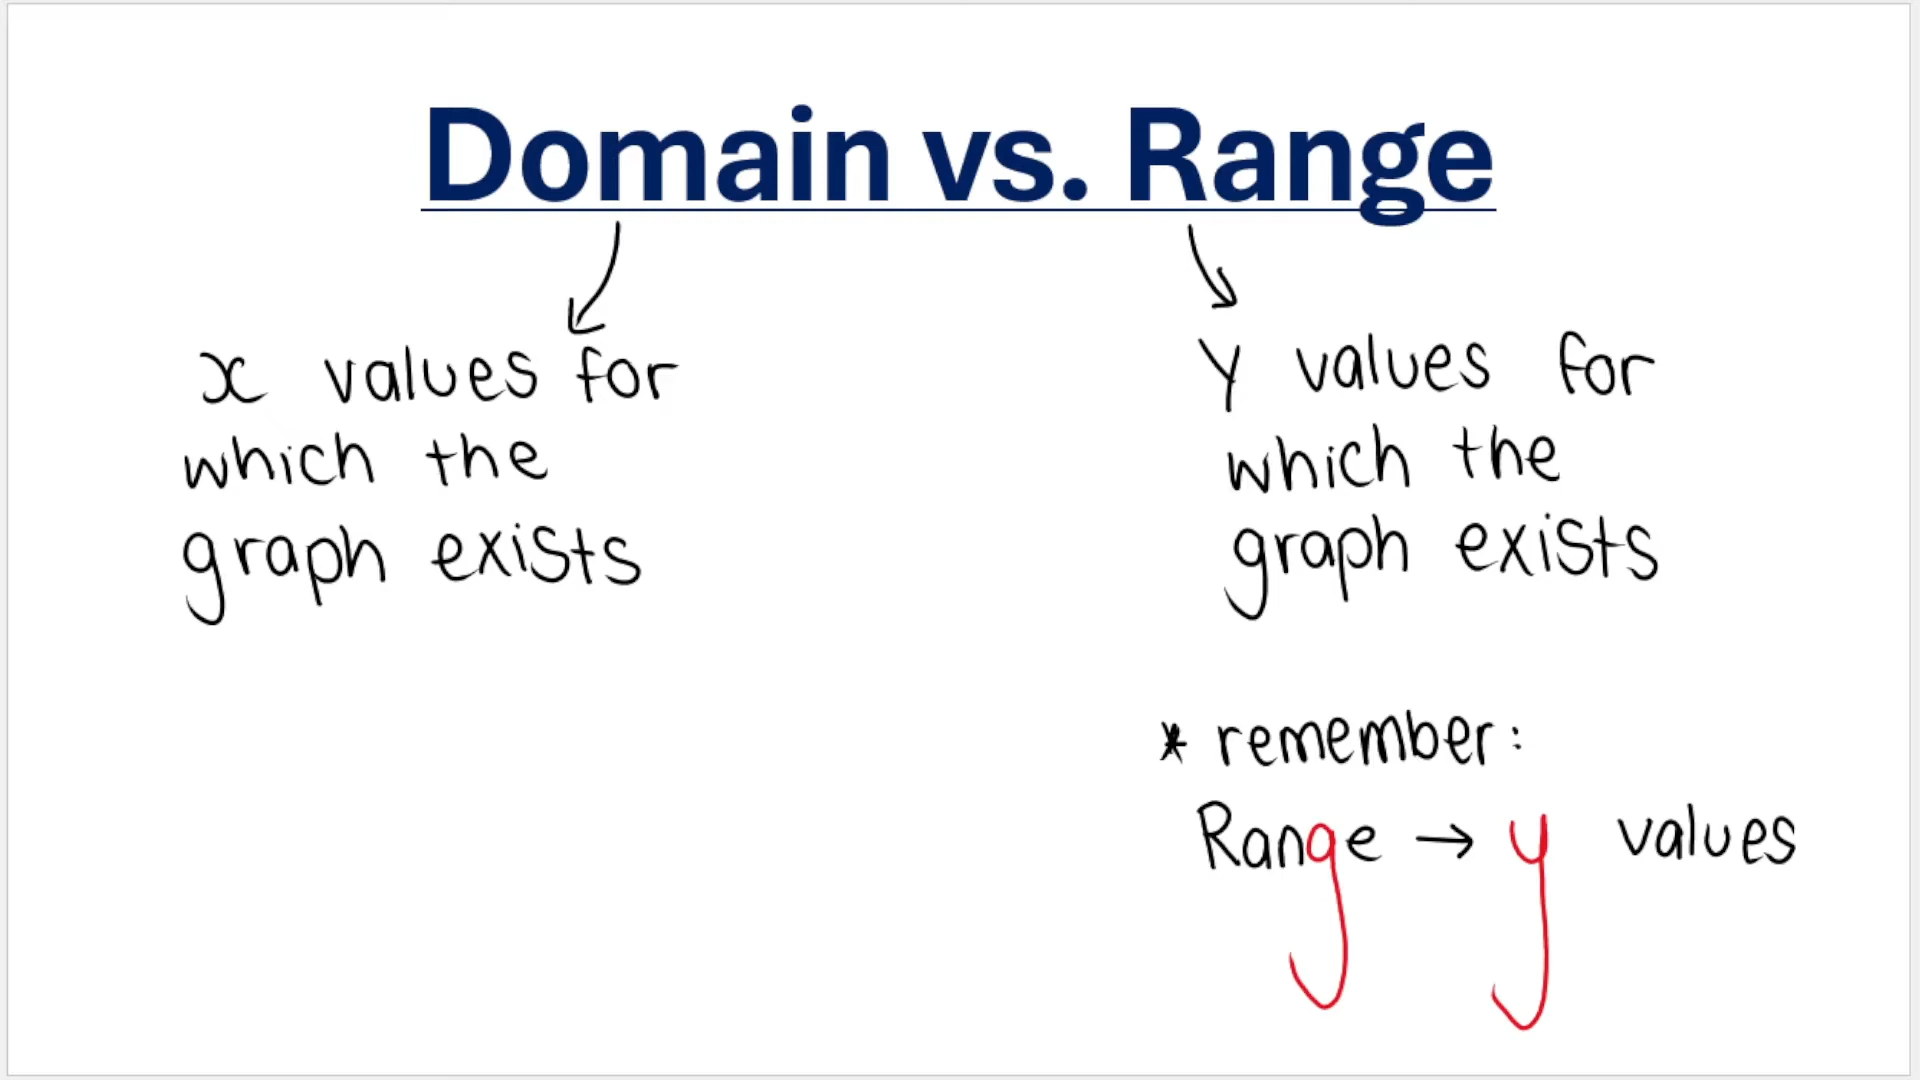 Domain vs. Range
x values for
which the
graph exists
y values for
which the
graph exists
* remember:
Range → y values